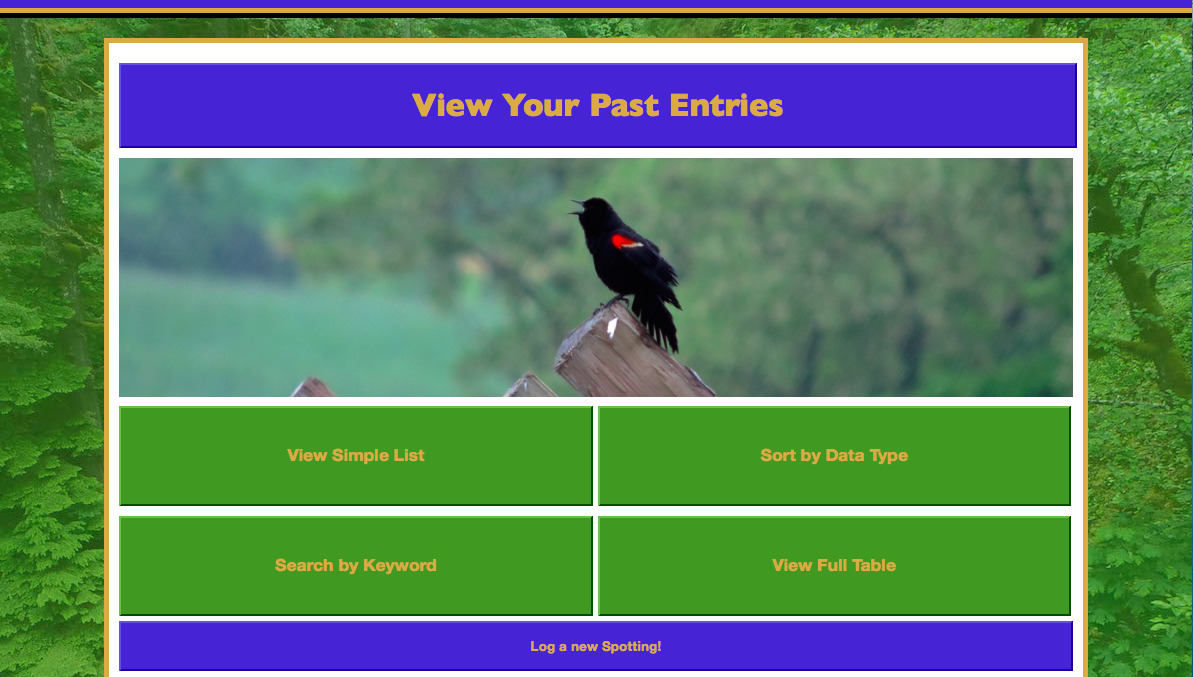 View Your Past Entries
View Simple List
Sort by Data Type
Search by Keyword
View Full Table
Log a new Spotting!